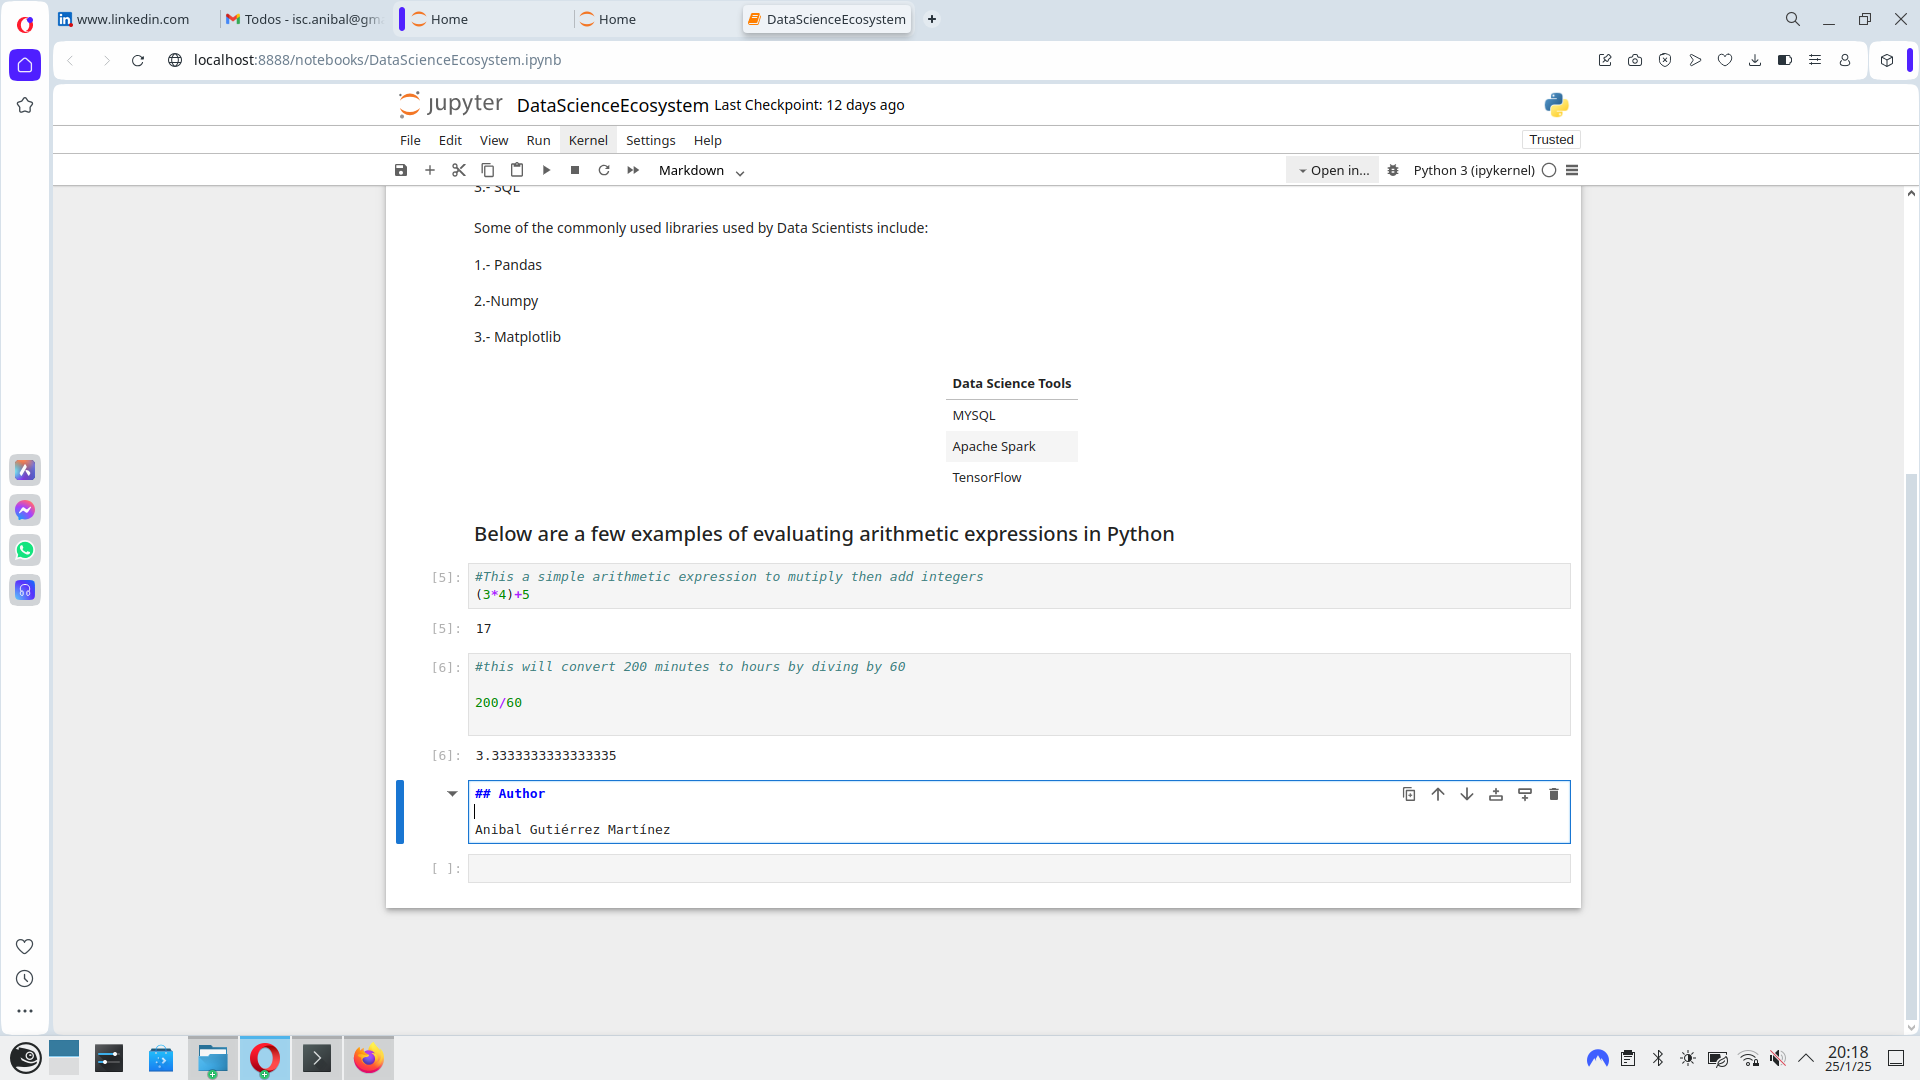 www.linkedin.com
Todos - isc.anibal@gm
Home
Home
DataScienceEcosystem
localhost:8888/notebooks/DataScienceEcosystem.ipynb
jupyter DataScienceEcosystem Last Checkpoint: 12 days ago
File Edit View Run Kernel Settings Help
Trusted
Markdown
Open in...
Python 3 (ipykernel)
3.- SQL
Some of the commonly used libraries used by Data Scientists include:
1.- Pandas
2.-Numpy
3.- Matplotlib
Data Science Tools
MYSQL
Apache Spark
TensorFlow
Below are a few examples of evaluating arithmetic expressions in Python
[5]: #This a simple arithmetic expression to mutiply then add integers
(3*4)+5
[5]: 17
[6]: #this will convert 200 minutes to hours by diving by 60
200/60
[6]: 3.3333333333333335
## Author
Anibal Gutiérrez Martínez
[ ]:
20:18
25/1/25